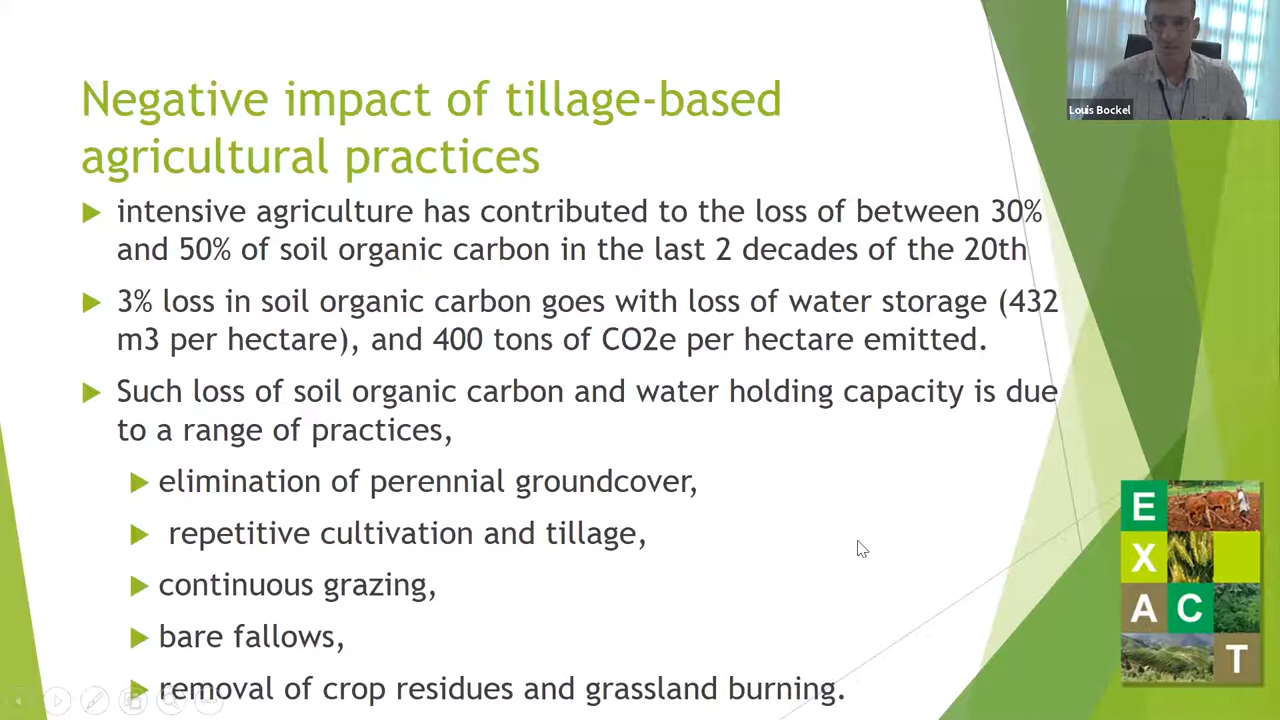 Louis Bockel
Negative impact of tillage-based
agricultural practices
intensive agriculture has contributed to the loss of between 30%
and 50% of soil organic carbon in the last 2 decades of the 20th
3% loss in soil organic carbon goes with loss of water storage (432
m3 per hectare), and 400 tons of CO2e per hectare emitted.
Such loss of soil organic carbon and water holding capacity is due
to a range of practices,
elimination of perennial groundcover,
repetitive cultivation and tillage,
continuous grazing,
bare fallows,
removal of crop residues and grassland burning.
E
X
A C
T